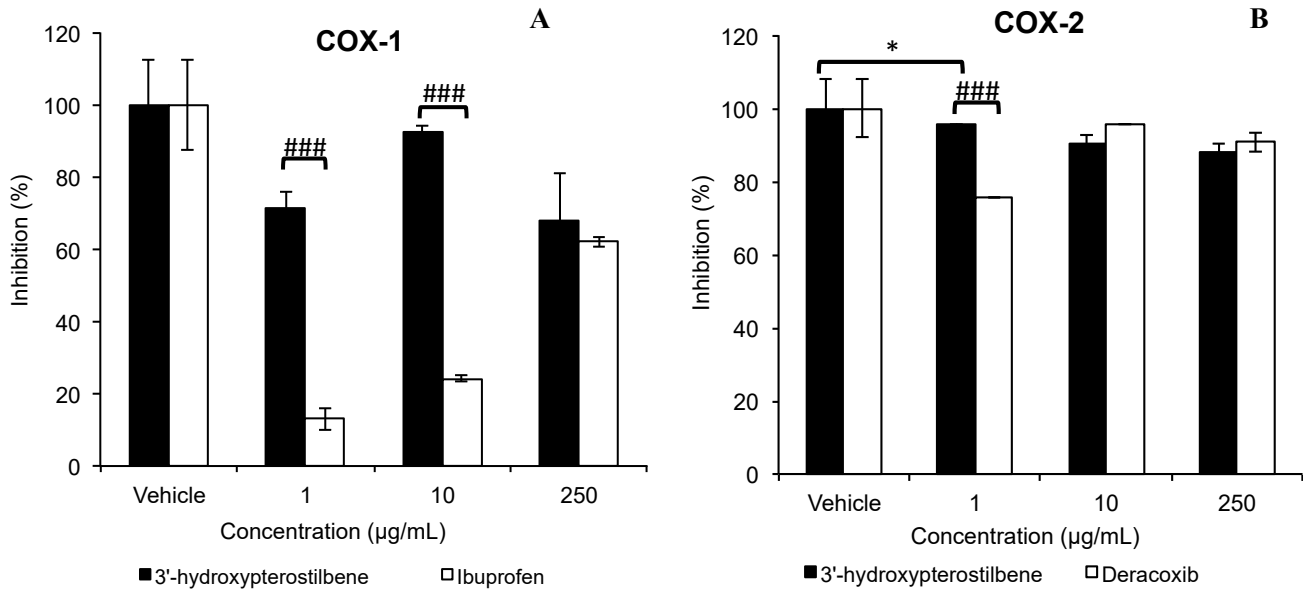 A
COX-1
120
100
80
60
40
20
0
Inhibition (%)
###
###
Vehicle 1 10 250
Concentration (µg/mL)
3'-hydroxypterostilbene Ibuprofen
B
COX-2
120
100
80
60
40
20
0
Inhibition (%)
*
###
Vehicle 1 10 250
Concentration (µg/mL)
3'-hydroxypterostilbene Deracoxib